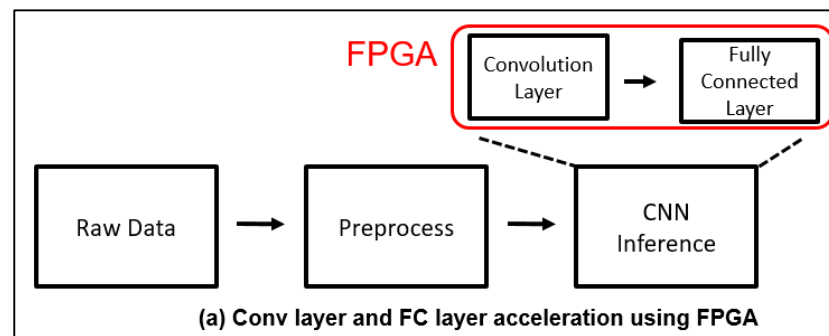 FPGA
Convolution
Layer
Fully
Connected
Layer
Raw Data
Preprocess
CNN
Inference
(a) Conv layer and FC layer acceleration using FPGA